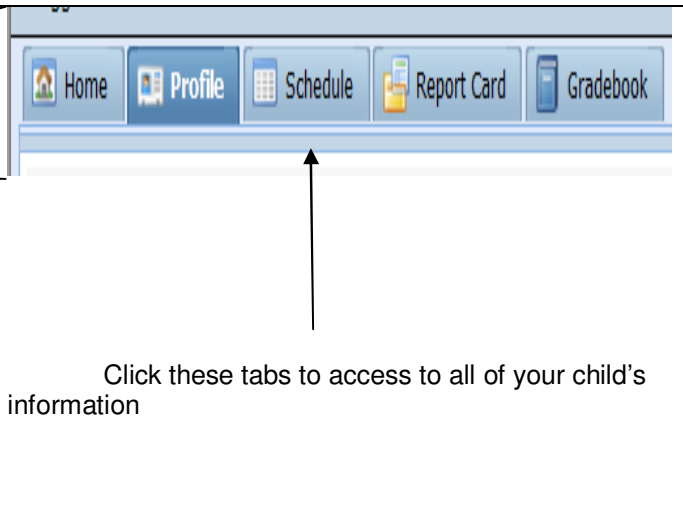 Home Profile Schedule Report Card Gradebook
Click these tabs to access to all of your child’s
information